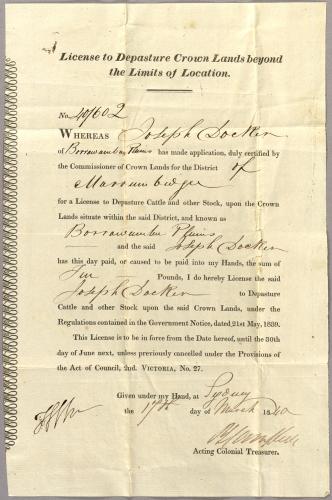 License to Depasture Crown Lands beyond
the Limits of Location.
No. 40/602
WHEREAS Joseph Docker
of Borrowamba Plains has made application, duly certified by
the Commissioner of Crown Lands for the District of
Murrumbidgee
for a License to Depasture Cattle and other Stock, upon the Crown
Lands situate within the said District, and known as
Plains
and the said Joseph Docker
has this day paid, or caused to be paid into my Hands, the sum of
Ten Pounds, I do hereby License the said
Joseph Docker to Depasture
Cattle and other Stock upon the said Crown Lands, under the
Regulations contained in the Government Notice, dated 21st May, 1839.
This License is to be in force from the Date hereof, until the 30th
day of June next, unless previously cancelled under the Provisions of
the Act of Council, 2nd. VICTORIA, No. 27.
Given under my Hand, at Sydney
the 17th day of March 1840
Acting Colonial Treasurer.